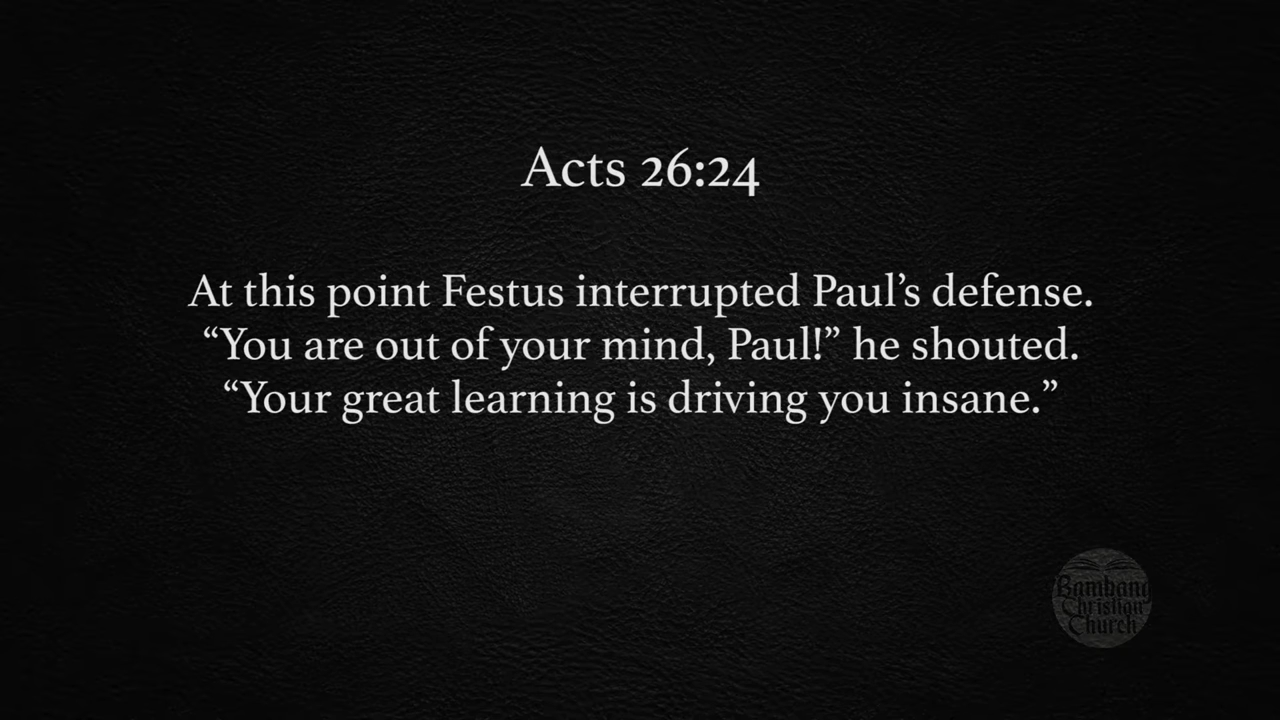 Acts 26:24
At this point Festus interrupted Paul’s defense.
“You are out of your mind, Paul!” he shouted.
“Your great learning is driving you insane.”
Bambang
Christian
Church